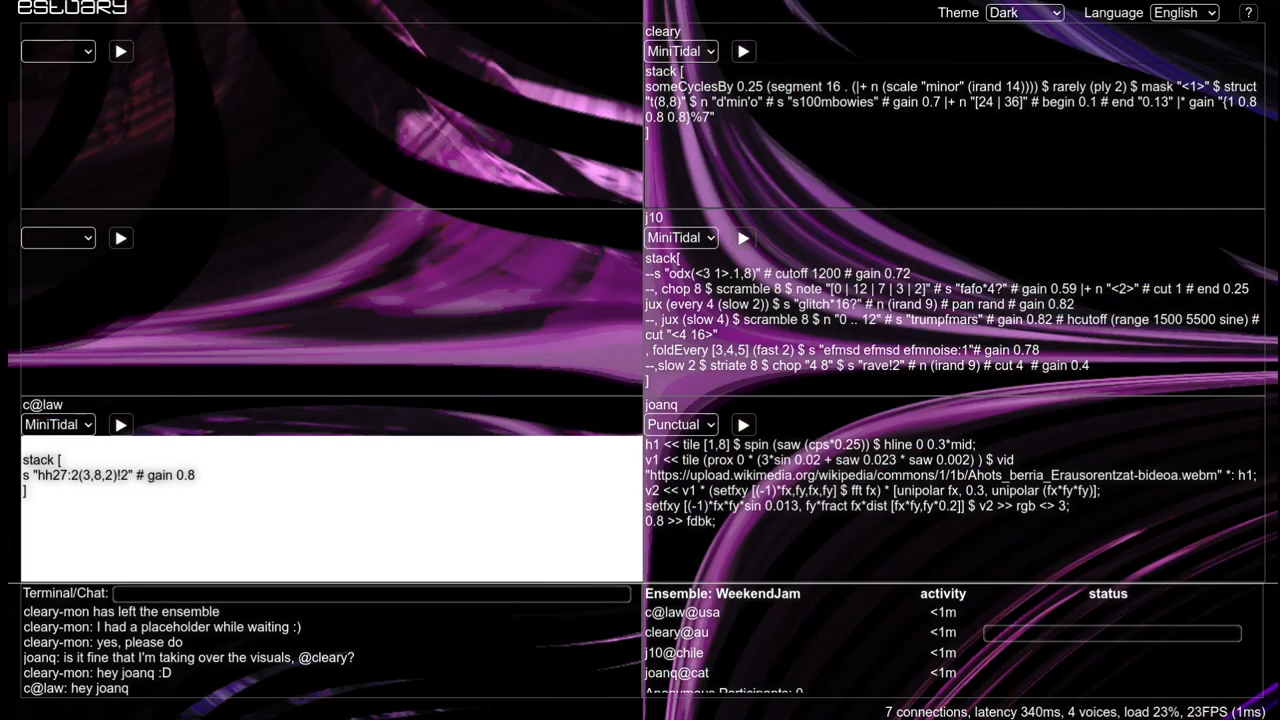 estuary
Theme Dark Language English ?
cleary
MiniTidal
stack [
someCyclesBy 0.25 (segment 16 . (|+ n (scale "minor" (irand 14)))) $ rarely (ply 2) $ mask "<1>" $ struct
"t(8,8)" $ n "d'min'o" # s "s100mbowies" # gain 0.7 |+ n "[24 | 36]" # begin 0.1 # end "0.13" |* gain "{1 0.8
0.8 0.8}%7"
]
j10
MiniTidal
stack[
--s "odx(<3 1>.1,8)" # cutoff 1200 # gain 0.72
--, chop 8 $ scramble 8 $ note "[0 | 12 | 7 | 3 | 2]" # s "fafo*4?" # gain 0.59 |+ n "<2>" # cut 1 # end 0.25
jux (every 4 (slow 2)) $ s "glitch*16?" # n (irand 9) # pan rand # gain 0.82
--, jux (slow 4) $ scramble 8 $ n "0 .. 12" # s "trumpfmars" # gain 0.82 # hcutoff (range 1500 5500 sine) #
cut "<4 16>"
, foldEvery [3,4,5] (fast 2) $ s "efmsd efmsd efmnoise:1"# gain 0.78
--,slow 2 $ striate 8 $ chop "4 8" $ s "rave!2" # n (irand 9) # cut 4 # gain 0.4
]
c@law
MiniTidal
stack [
s "hh27:2(3,8,2)!2" # gain 0.8
]
joanq
Punctual
h1 << tile [1,8] $ spin (saw (cps*0.25)) $ hline 0 0.3*mid;
v1 << tile (prox 0 * (3*sin 0.02 + saw 0.023 * saw 0.002) ) $ vid
"https://upload.wikimedia.org/wikipedia/commons/1/1b/Ahots_berria_Erausorentzat-bideoa.webm" *: h1;
v2 << v1 * (setfxy [(-1)*fx,fy,fx,fy] $ fft fx) * [unipolar fx, 0.3, unipolar (fx*fy*fy)];
setfxy [(-1)*fx*fy*sin 0.013, fy*fract fx*dist [fx*fy,fy*0.2]] $ v2 >> rgb <> 3;
0.8 >> fdbk;
Terminal/Chat:
cleary-mon has left the ensemble
cleary-mon: I had a placeholder while waiting :)
cleary-mon: yes, please do
joanq: is it fine that I'm taking over the visuals, @cleary?
cleary-mon: hey joanq :D
c@law: hey joanq
Ensemble: WeekendJam activity status
c@law@usa <1m
cleary@au <1m
j10@chile <1m
joanq@cat <1m
Anonymous Participants: 0
7 connections, latency 340ms, 4 voices, load 23%, 23FPS (1ms)